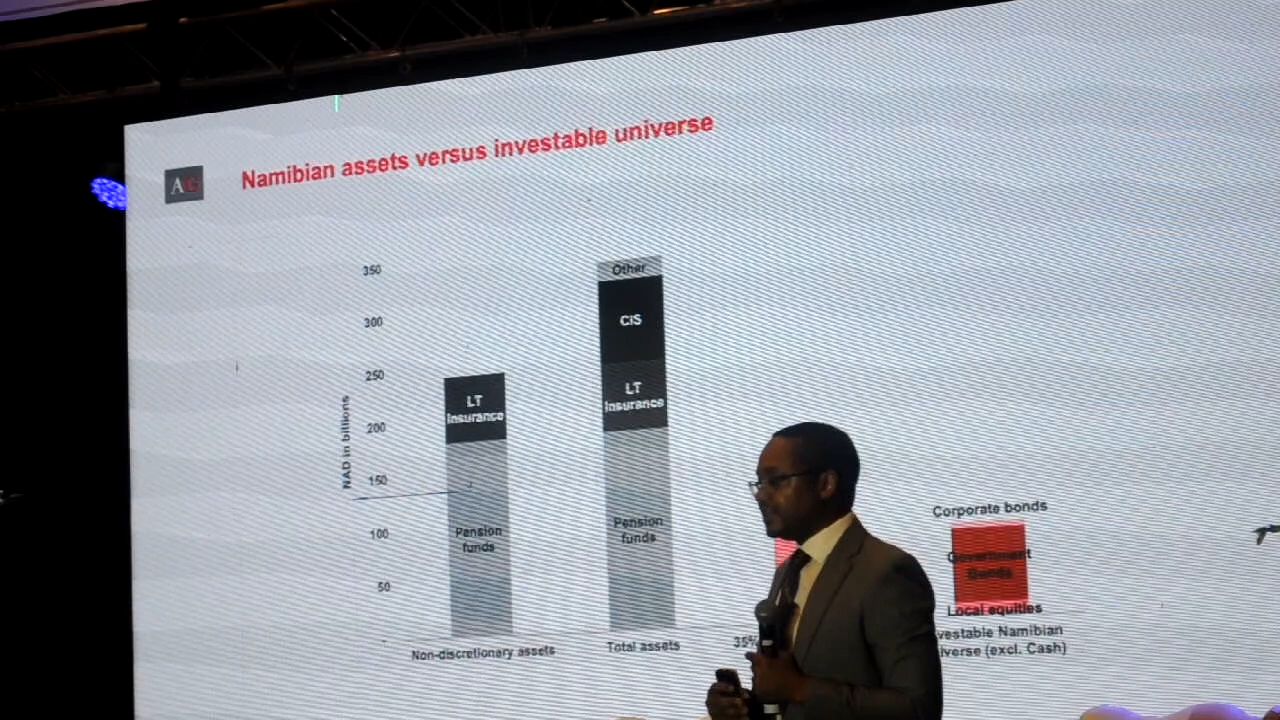 Namibian assets versus investable universe
NAD in billions
350
300
250
200
150
100
50
LT
Insurance
Pension
funds
Non-discretionary assets
Other
CIS
LT
Insurance
Pension
funds
Total assets
35%
Corporate bonds
Government
Bonds
Local equities
vestable Namibian
iverse (excl. Cash)